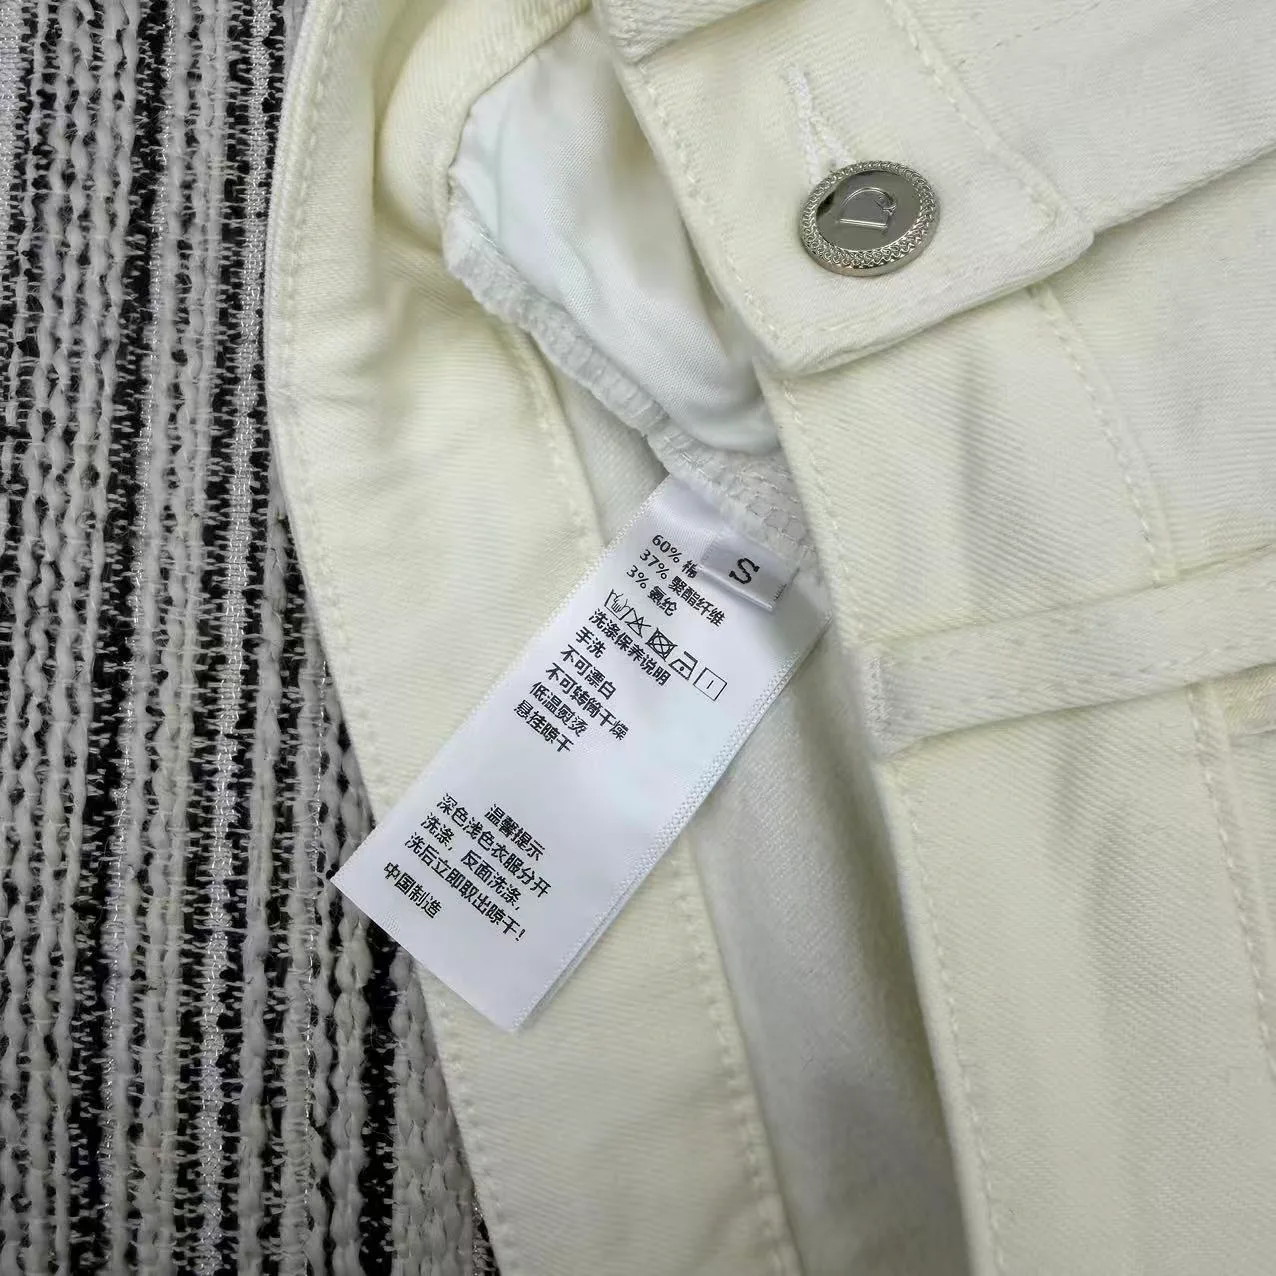 D
S
60% 棉
37% 聚酯纤维
3% 氨纶
洗涤保养说明
手洗
不可漂白
不可转筒干燥
低温熨烫
悬挂晾干
温馨提示
深色浅色衣服分开
洗涤，反面洗涤，
洗后立即取出晾干！
中国制造